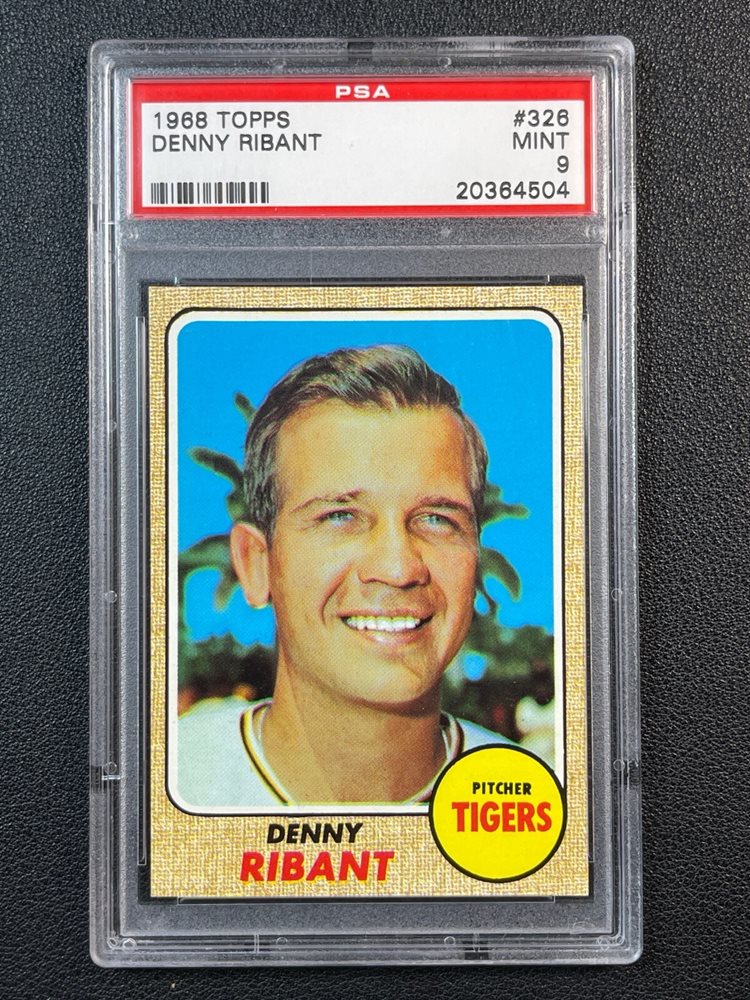 PSA
1968 TOPPS #326
DENNY RIBANT MINT
9
20364504
PITCHER
TIGERS
DENNY
RIBANT